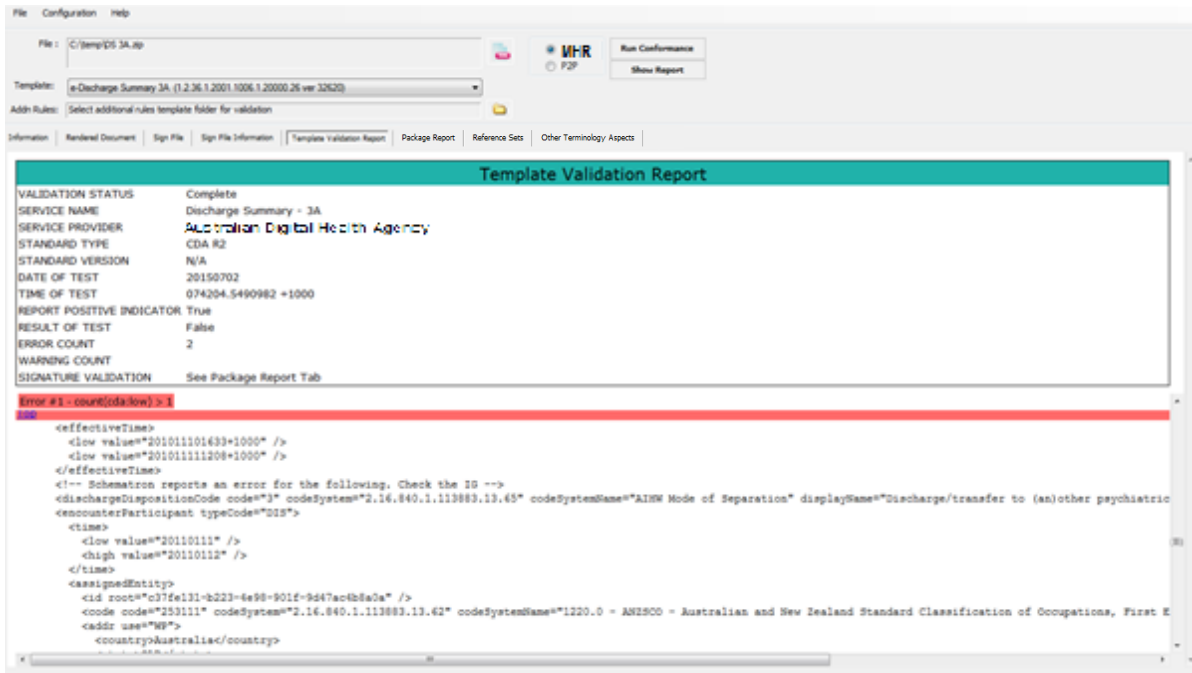 File Configuration Help
File : C:\temp\DS 3A.zip
MHR
P2P
Run Conformance
Show Report
Template: e-Discharge Summary 3A (1.2.36.1.2001.1006.1.20000.26 ver 32620)
Addn Rules: Select additional rules template folder for validation
Information Rendered Document Sign File Sign File Information Template Validation Report Package Report Reference Sets Other Terminology Aspects
Template Validation Report
VALIDATION STATUS Complete
SERVICE NAME Discharge Summary - 3A
SERVICE PROVIDER Australian Digital Health Agency
STANDARD TYPE CDA R2
STANDARD VERSION N/A
DATE OF TEST 20150702
TIME OF TEST 074204.5490982 +1000
REPORT POSITIVE INDICATOR True
RESULT OF TEST False
ERROR COUNT 2
WARNING COUNT
SIGNATURE VALIDATION See Package Report Tab
Error #1 - count(cda:low) > 1
top
<effectiveTime>
<low value="201011101633+1000" />
<low value="201011111208+1000" />
</effectiveTime>
<!-- Schematron reports an error for the following. Check the IG -->
<dischargeDispositionCode code="3" codeSystem="2.16.840.1.113883.13.65" codeSystemName="AIHW Mode of Separation" displayName="Discharge/transfer to (an)other psychiatric
<encounterParticipant typeCode="DIS">
<time>
<low value="20110111" />
<high value="20110112" />
</time>
<assignedEntity>
<id root="c37fe131-b223-4e98-901f-9d47ac4b8a0a" />
<code code="253111" codeSystem="2.16.840.1.113883.13.62" codeSystemName="1220.0 - ANZSCO - Australian and New Zealand Standard Classification of Occupations, First E
<addr use="WP">
<country>Australia</country>